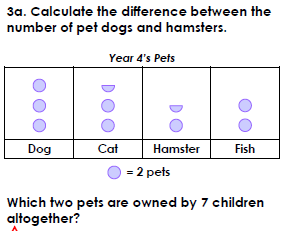 3a. Calculate the difference between the
number of pet dogs and hamsters.
Year 4's Pets
Dog Cat Hamster Fish
= 2 pets
Which two pets are owned by 7 children
altogether?